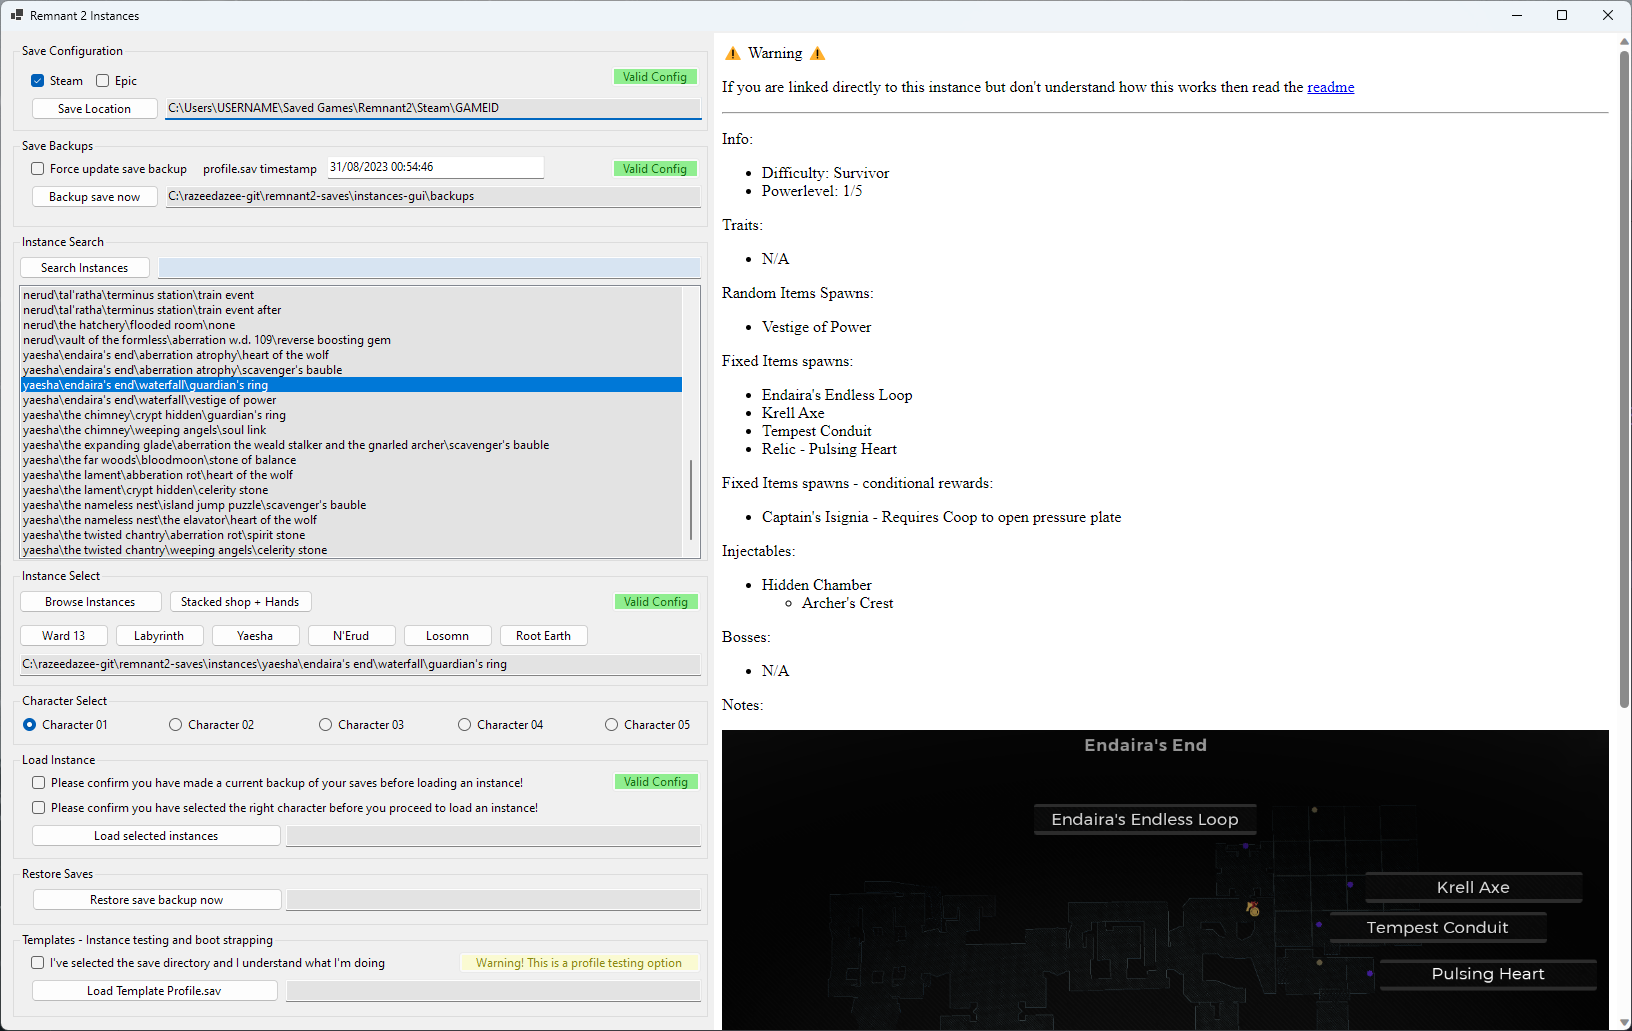 Remnant 2 Instances
Save Configuration
Steam
Epic
Valid Config
Save Location
C:\Users\USERNAME\Saved Games\Remnant2\Steam\GAMEID
Save Backups
Force update save backup
profile.sav timestamp
31/08/2023 00:54:46
Valid Config
Backup save now
C:\razeedazee-git\remnant2-saves\instances-gui\backups
Instance Search
Search Instances
nerud\tal'ratha\terminus station\train event
nerud\tal'ratha\terminus station\train event after
nerud\the hatchery\flooded room\none
nerud\vault of the formless\aberration w.d. 109\reverse boosting gem
yaesha\endaira's end\aberration atrophy\heart of the wolf
yaesha\endaira's end\aberration atrophy\scavenger's bauble
yaesha\endaira's end\waterfall\guardian's ring
yaesha\endaira's end\waterfall\vestige of power
yaesha\the chimney\crypt hidden\guardian's ring
yaesha\the chimney\weeping angels\soul link
yaesha\the expanding glade\aberration the weald stalker and the gnarled archer\scavenger's bauble
yaesha\the far woods\bloodmoon\stone of balance
yaesha\the lament\abberation rot\heart of the wolf
yaesha\the lament\crypt hidden\celerity stone
yaesha\the nameless nest\island jump puzzle\scavenger's bauble
yaesha\the nameless nest\the elavator\heart of the wolf
yaesha\the twisted chantry\aberration rot\spirit stone
yaesha\the twisted chantry\weeping angels\celerity stone
Instance Select
Browse Instances
Stacked shop + Hands
Valid Config
Ward 13
Labyrinth
Yaesha
N'Erud
Losomn
Root Earth
C:\razeedazee-git\remnant2-saves\instances\yaesha\endaira's end\waterfall\guardian's ring
Character Select
Character 01
Character 02
Character 03
Character 04
Character 05
Load Instance
Please confirm you have made a current backup of your saves before loading an instance!
Valid Config
Please confirm you have selected the right character before you proceed to load an instance!
Load selected instances
Restore Saves
Restore save backup now
Templates - Instance testing and boot strapping
I've selected the save directory and I understand what I'm doing
Warning! This is a profile testing option
Load Template Profile.sav
Warning
If you are linked directly to this instance but don't understand how this works then read the readme
Info:
Difficulty: Survivor
Powerlevel: 1/5
Traits:
N/A
Random Items Spawns:
Vestige of Power
Fixed Items spawns:
Endaira's Endless Loop
Krell Axe
Tempest Conduit
Relic - Pulsing Heart
Fixed Items spawns - conditional rewards:
Captain's Isignia - Requires Coop to open pressure plate
Injectables:
Hidden Chamber
Archer's Crest
Bosses:
N/A
Notes:
Endaira's End
Endaira's Endless Loop
Krell Axe
Tempest Conduit
Pulsing Heart